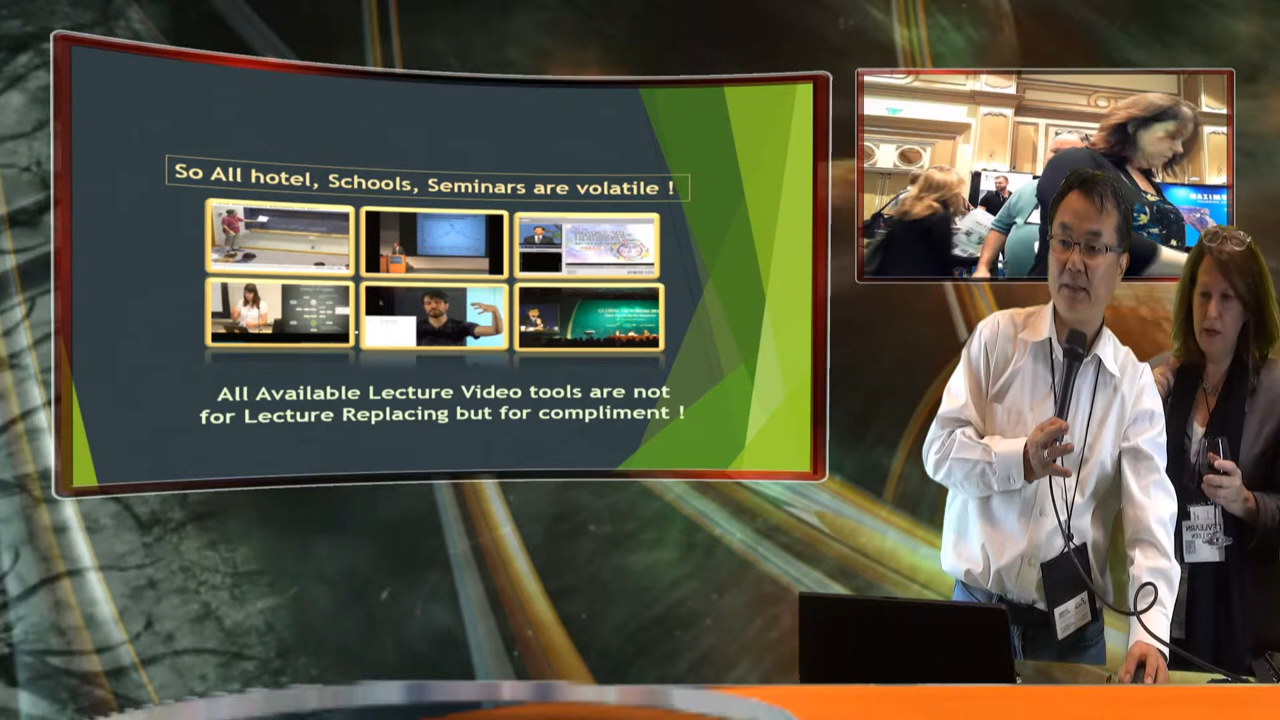 So All hotel, Schools, Seminars are volatile !
All Available Lecture Video tools are not
for Lecture Replacing but for compliment !